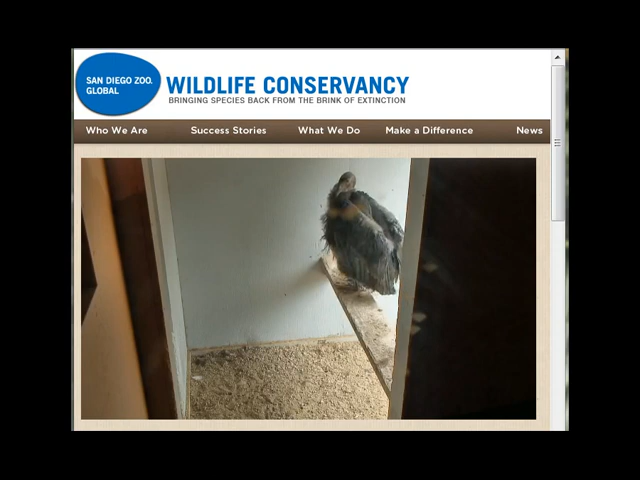 SAN DIEGO ZOO.
GLOBAL
WILDLIFE CONSERVANCY
BRINGING SPECIES BACK FROM THE BRINK OF EXTINCTION
Who We Are Success Stories What We Do Make a Difference News